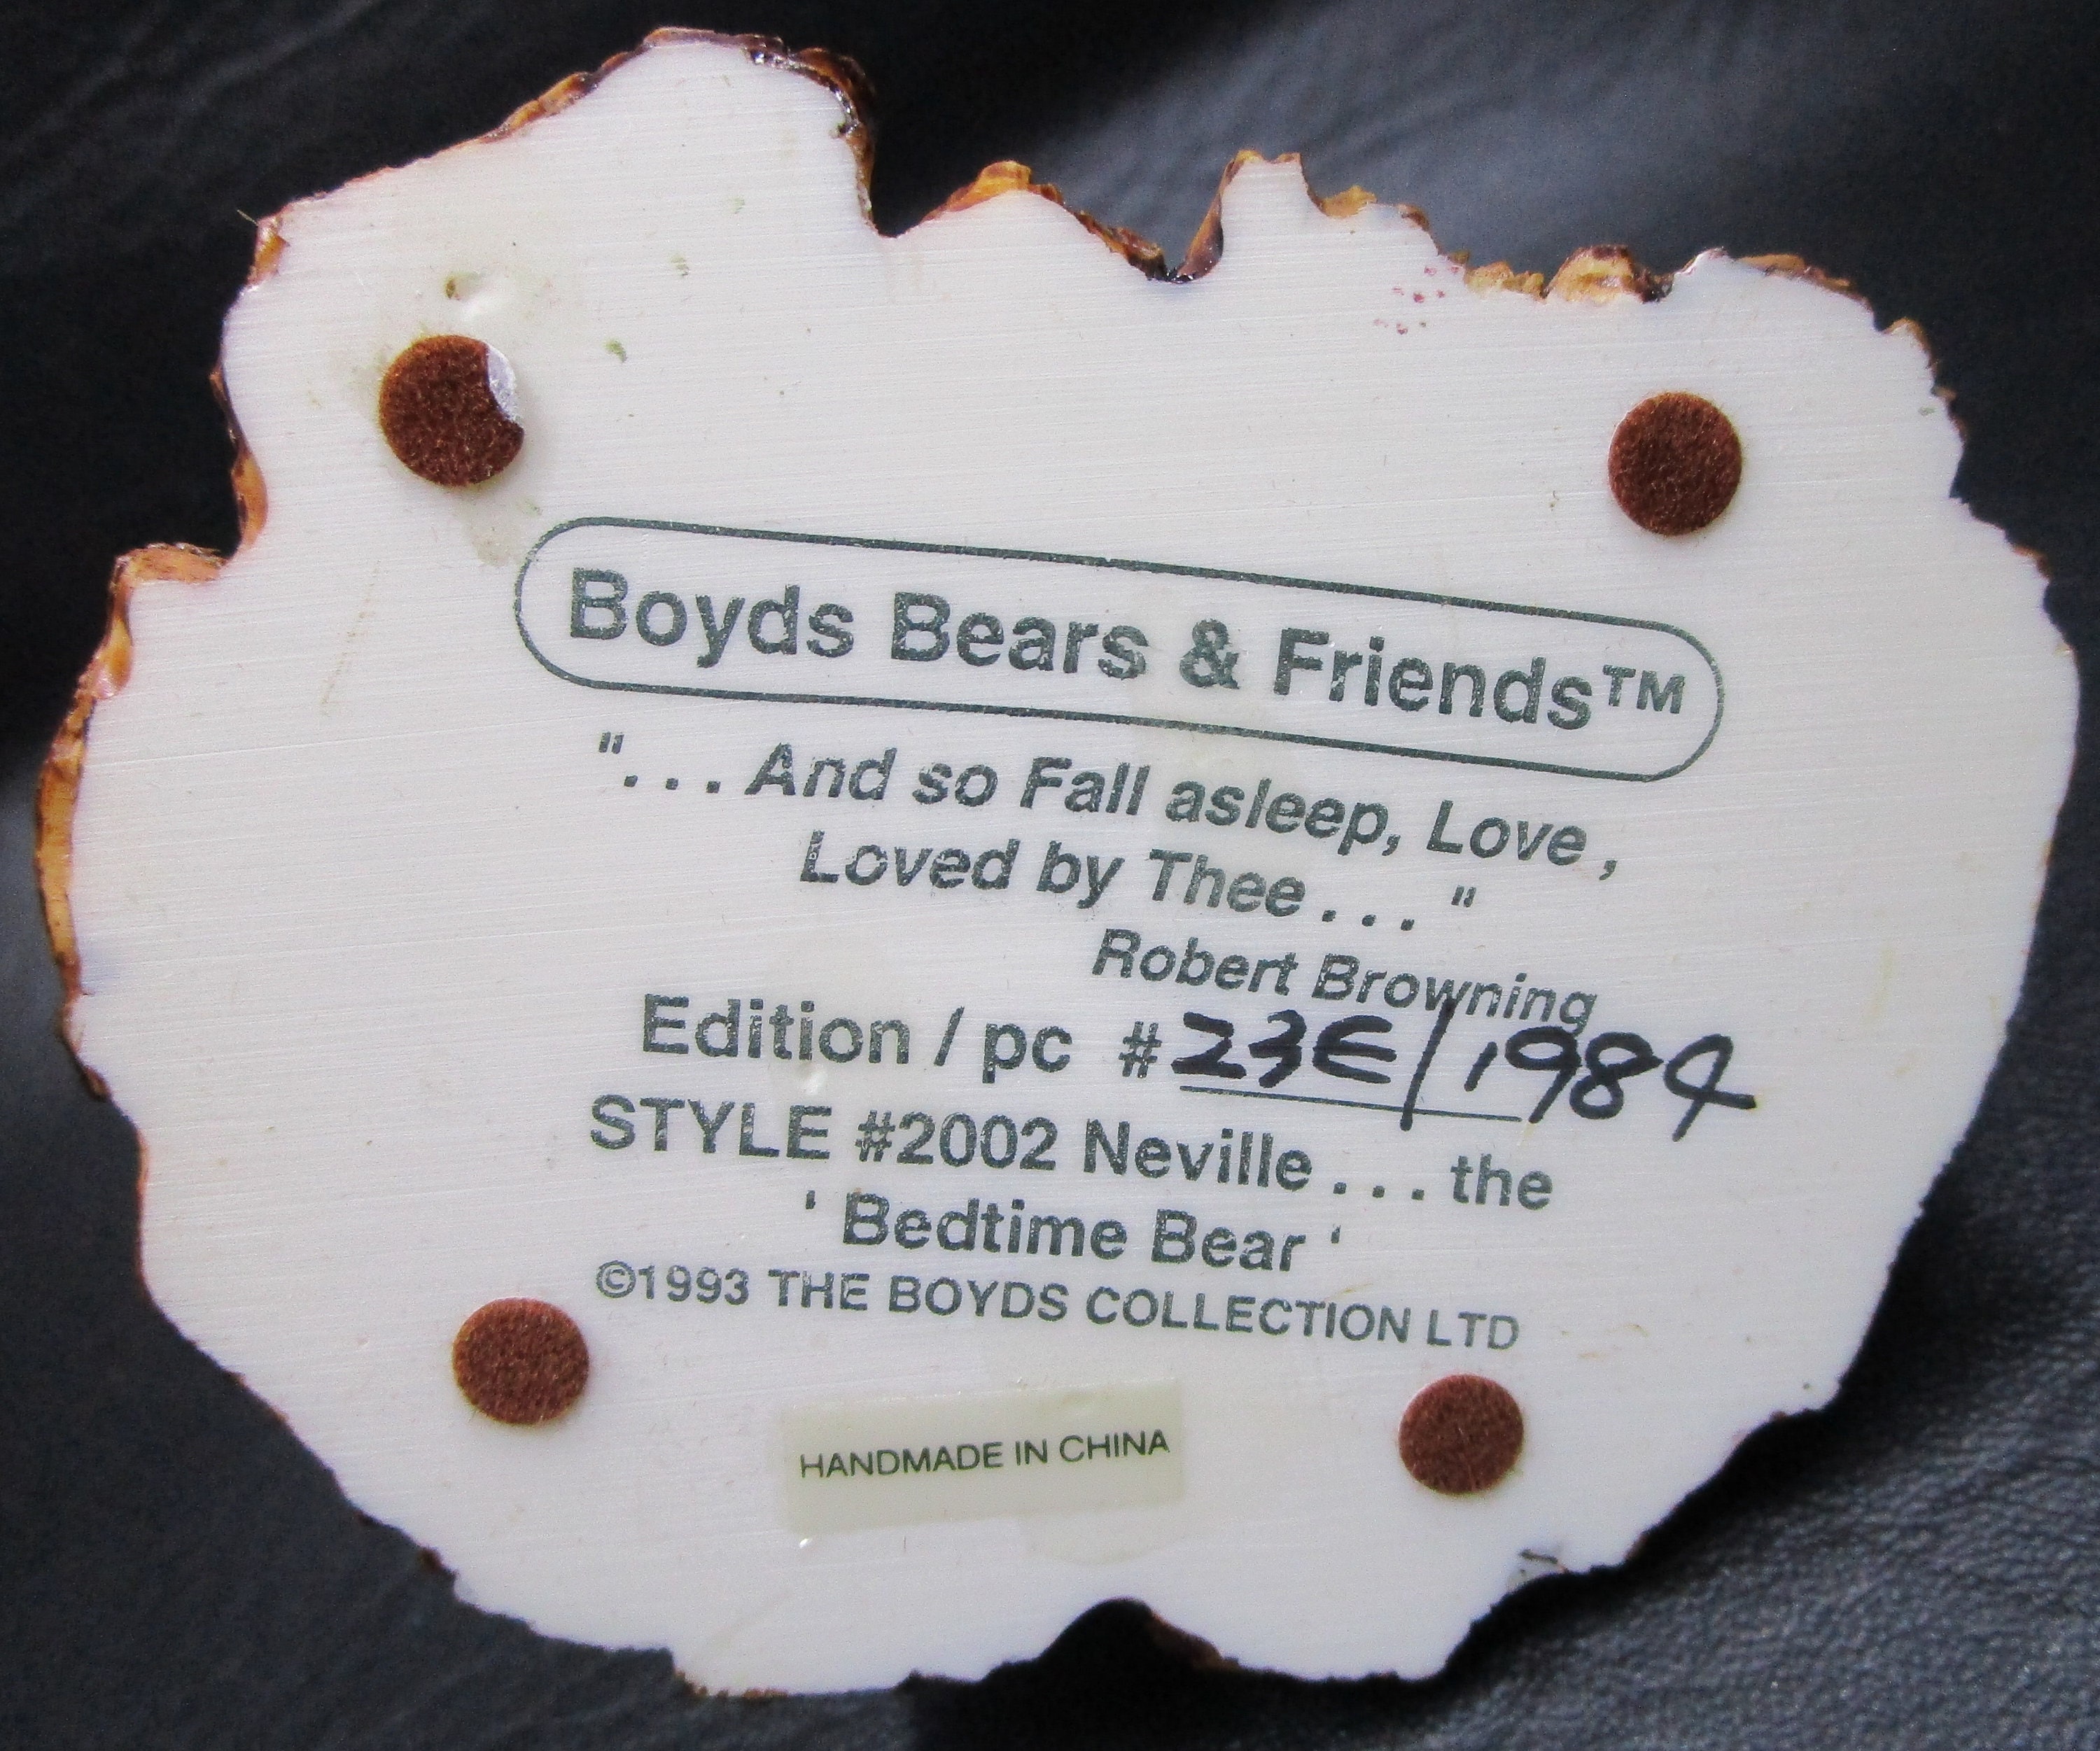 Boyds Bears & Friends™
". . . And so Fall asleep, Love ,
Loved by Thee . . . "
Robert Browning
Edition / pc # 23E/1984
STYLE #2002 Neville . . . the
' Bedtime Bear '
©1993 THE BOYDS COLLECTION LTD
HANDMADE IN CHINA